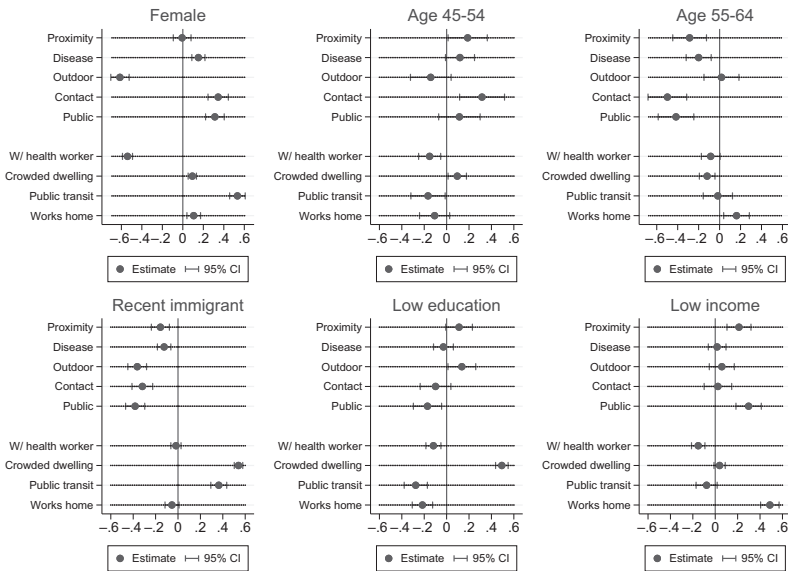 Female
Proximity
Disease
Outdoor
Contact
Public
W/ health worker
Crowded dwelling
Public transit
Works home
–.6 –.4 –.2 0 .2 .4 .6
Estimate 95% CI
Age 45-54
Proximity
Disease
Outdoor
Contact
Public
W/ health worker
Crowded dwelling
Public transit
Works home
–.6 –.4 –.2 0 .2 .4 .6
Estimate 95% CI
Age 55-64
Proximity
Disease
Outdoor
Contact
Public
W/ health worker
Crowded dwelling
Public transit
Works home
–.6 –.4 –.2 0 .2 .4 .6
Estimate 95% CI
Recent immigrant
Proximity
Disease
Outdoor
Contact
Public
W/ health worker
Crowded dwelling
Public transit
Works home
–.6 –.4 –.2 0 .2 .4 .6
Estimate 95% CI
Low education
Proximity
Disease
Outdoor
Contact
Public
W/ health worker
Crowded dwelling
Public transit
Works home
–.6 –.4 –.2 0 .2 .4 .6
Estimate 95% CI
Low income
Proximity
Disease
Outdoor
Contact
Public
W/ health worker
Crowded dwelling
Public transit
Works home
–.6 –.4 –.2 0 .2 .4 .6
Estimate 95% CI